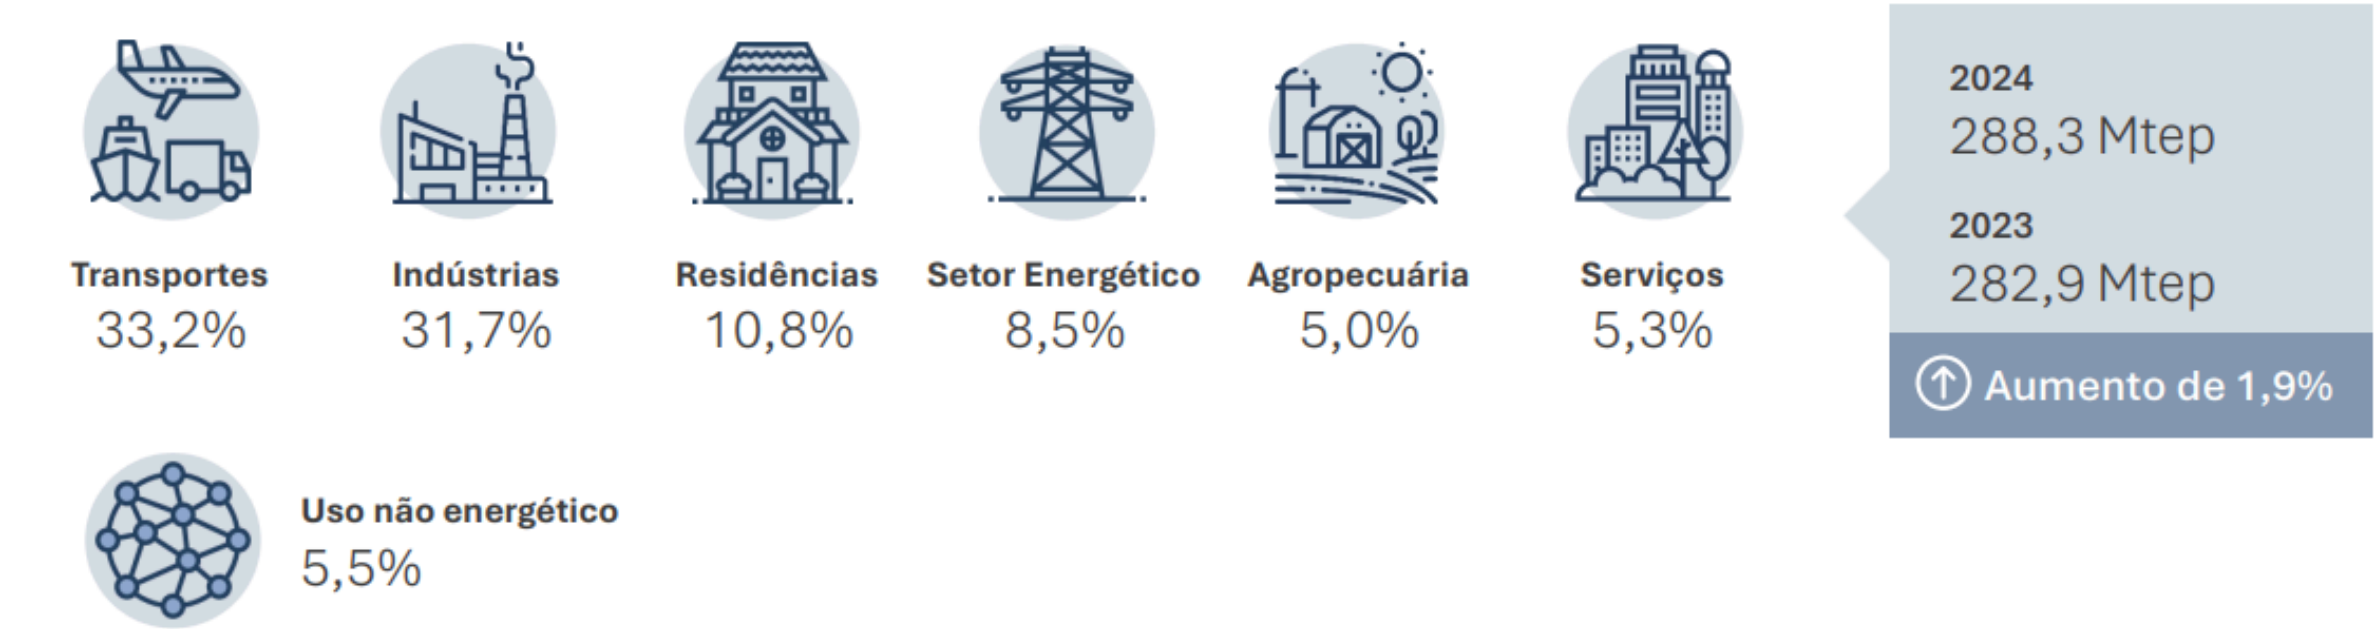 Transportes
33,2%
Indústrias
31,7%
Residências
10,8%
Setor Energético
8,5%
Agropecuária
5,0%
Serviços
5,3%
2024
288,3 Mtep
2023
282,9 Mtep
Aumento de 1,9%
Uso não energético
5,5%